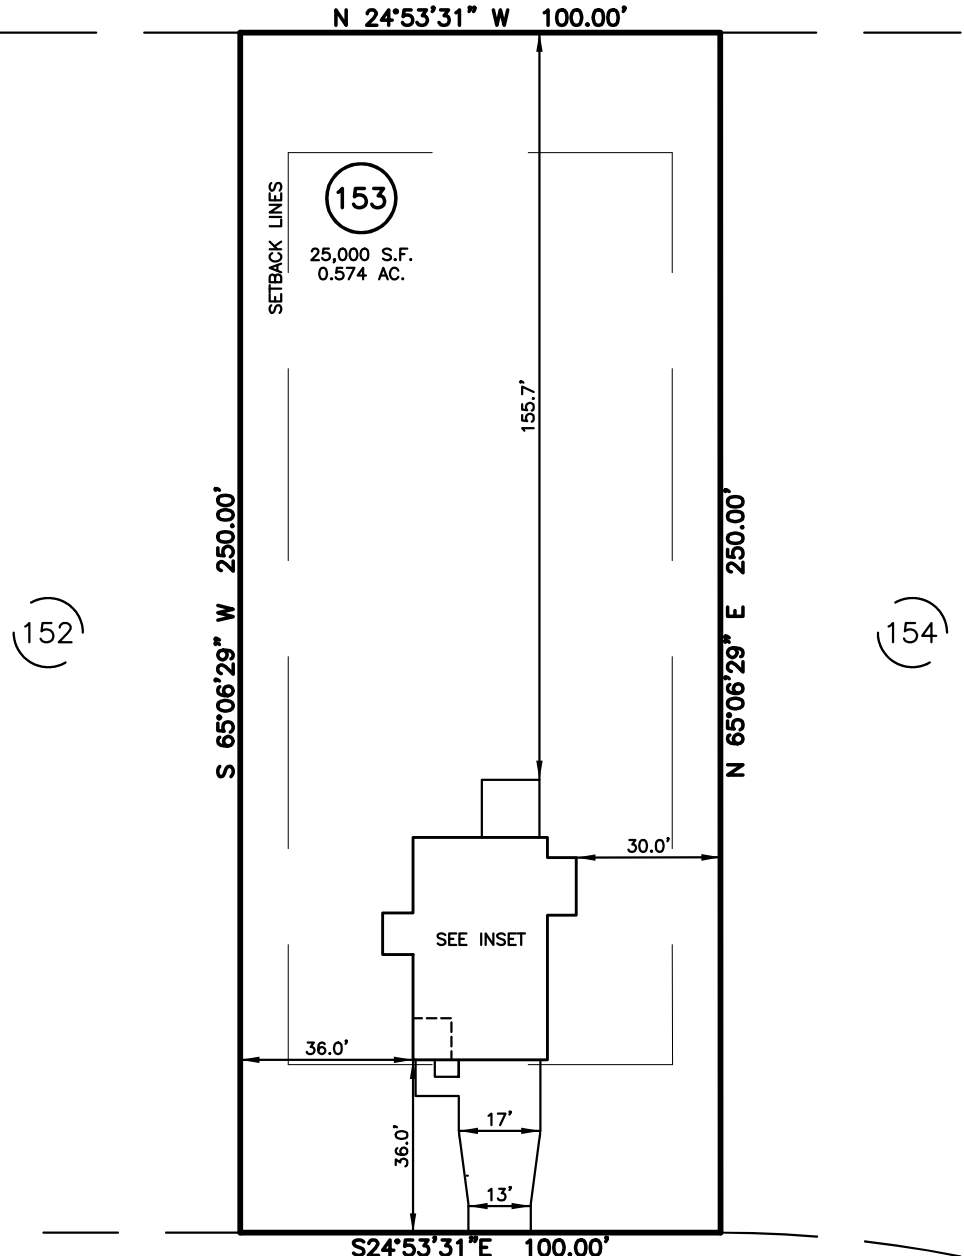 N 24°53'31" W 100.00'
SETBACK LINES
153
25,000 S.F.
0.574 AC.
155.7'
S 65°06'29" W 250.00'
N 65°06'29" E 250.00'
152
154
30.0'
SEE INSET
36.0'
36.0'
17'
13'
S24°53'31"E 100.00'